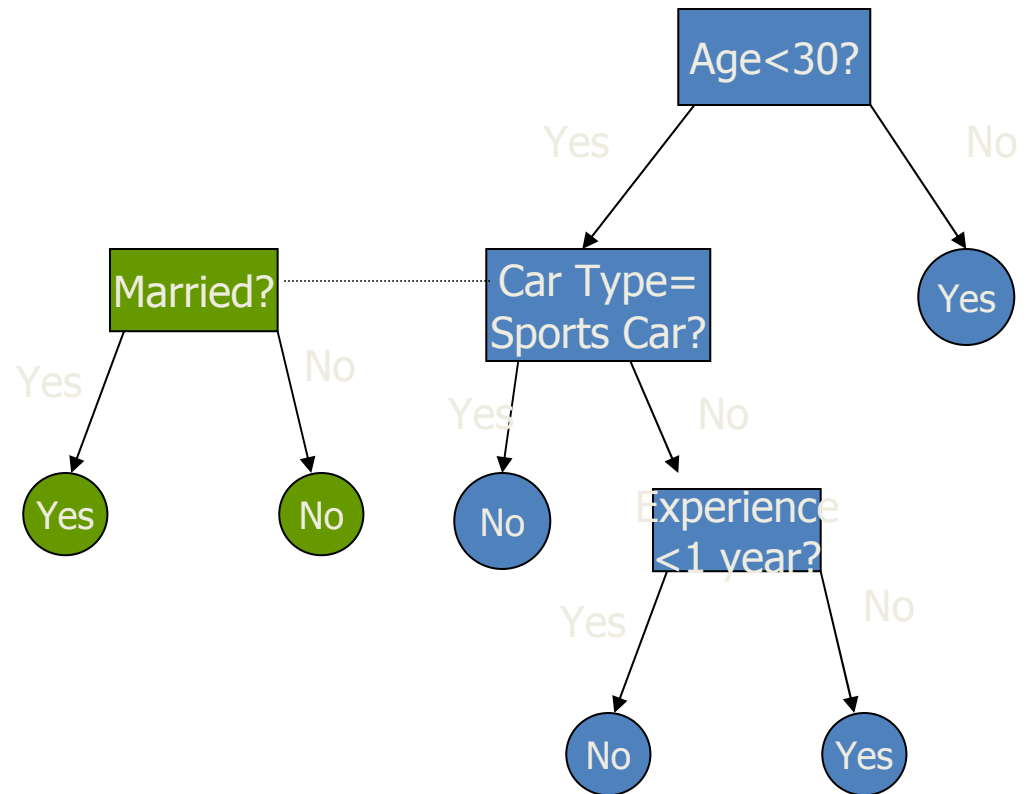 Age<30?
Yes
No
Married?
Car Type=
Sports Car?
Yes
Yes
No
Yes
No
Yes
No
No
Experience
<1 year?
Yes
No
No
Yes